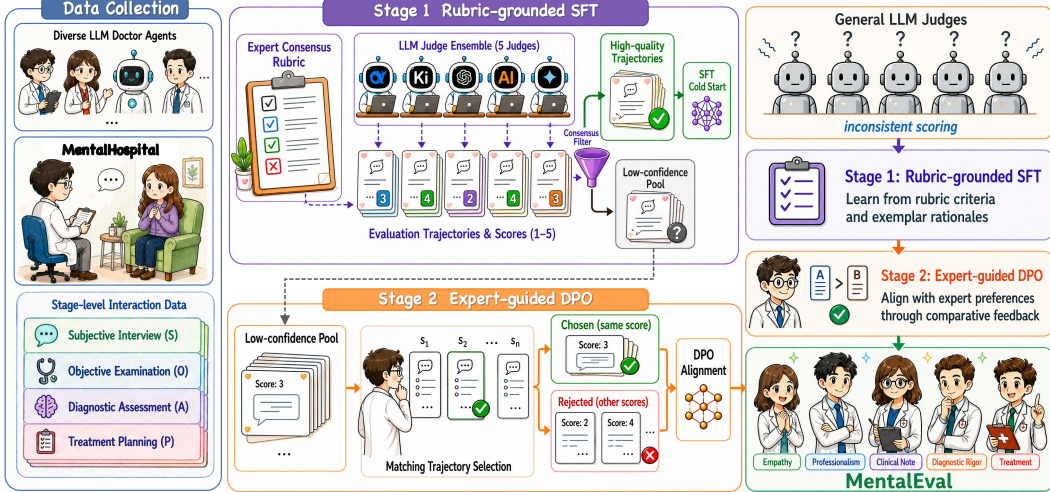 Data Collection
Diverse LLM Doctor Agents
...
...
MentalHospital
...
Stage-level Interaction Data
Subjective Interview (S)
Objective Examination (O)
Diagnostic Assessment (A)
Treatment Planning (P)
Stage 1 Rubric-grounded SFT
Expert Consensus
Rubric
LLM Judge Ensemble (5 Judges)
Ki
AI
... 3
... 4
... 2
... 4
... 3
Evaluation Trajectories & Scores (1–5)
Consensus
Filter
High-quality
Trajectories
SFT
Cold Start
Low-confidence
Pool
?
Stage 2 Expert-guided DPO
Low-confidence Pool
Score: 3
...
S1 S2 ... Sn
... ... ...
Matching Trajectory Selection
Chosen (same score)
Score: 3
Rejected (other scores)
Score: 2
Score: 4
...
DPO
Alignment
General LLM Judges
? ? ? ? ?
inconsistent scoring
Stage 1: Rubric-grounded SFT
Learn from rubric criteria
and exemplar rationales
A > B
Stage 2: Expert-guided DPO
Align with expert preferences
through comparative feedback
Empathy
Professionalism
Clinical Note
Diagnostic Rigor
Treatment
MentalEval